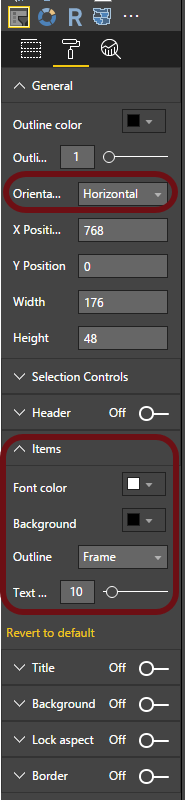 R ...
General
Outline color
Outli... 1
Orienta... Horizontal
X Positi... 768
Y Position 0
Width 176
Height 48
Selection Controls
Header Off
Items
Font color
Background
Outline Frame
Text ... 10
Revert to default
Title Off
Background Off
Lock aspect Off
Border Off